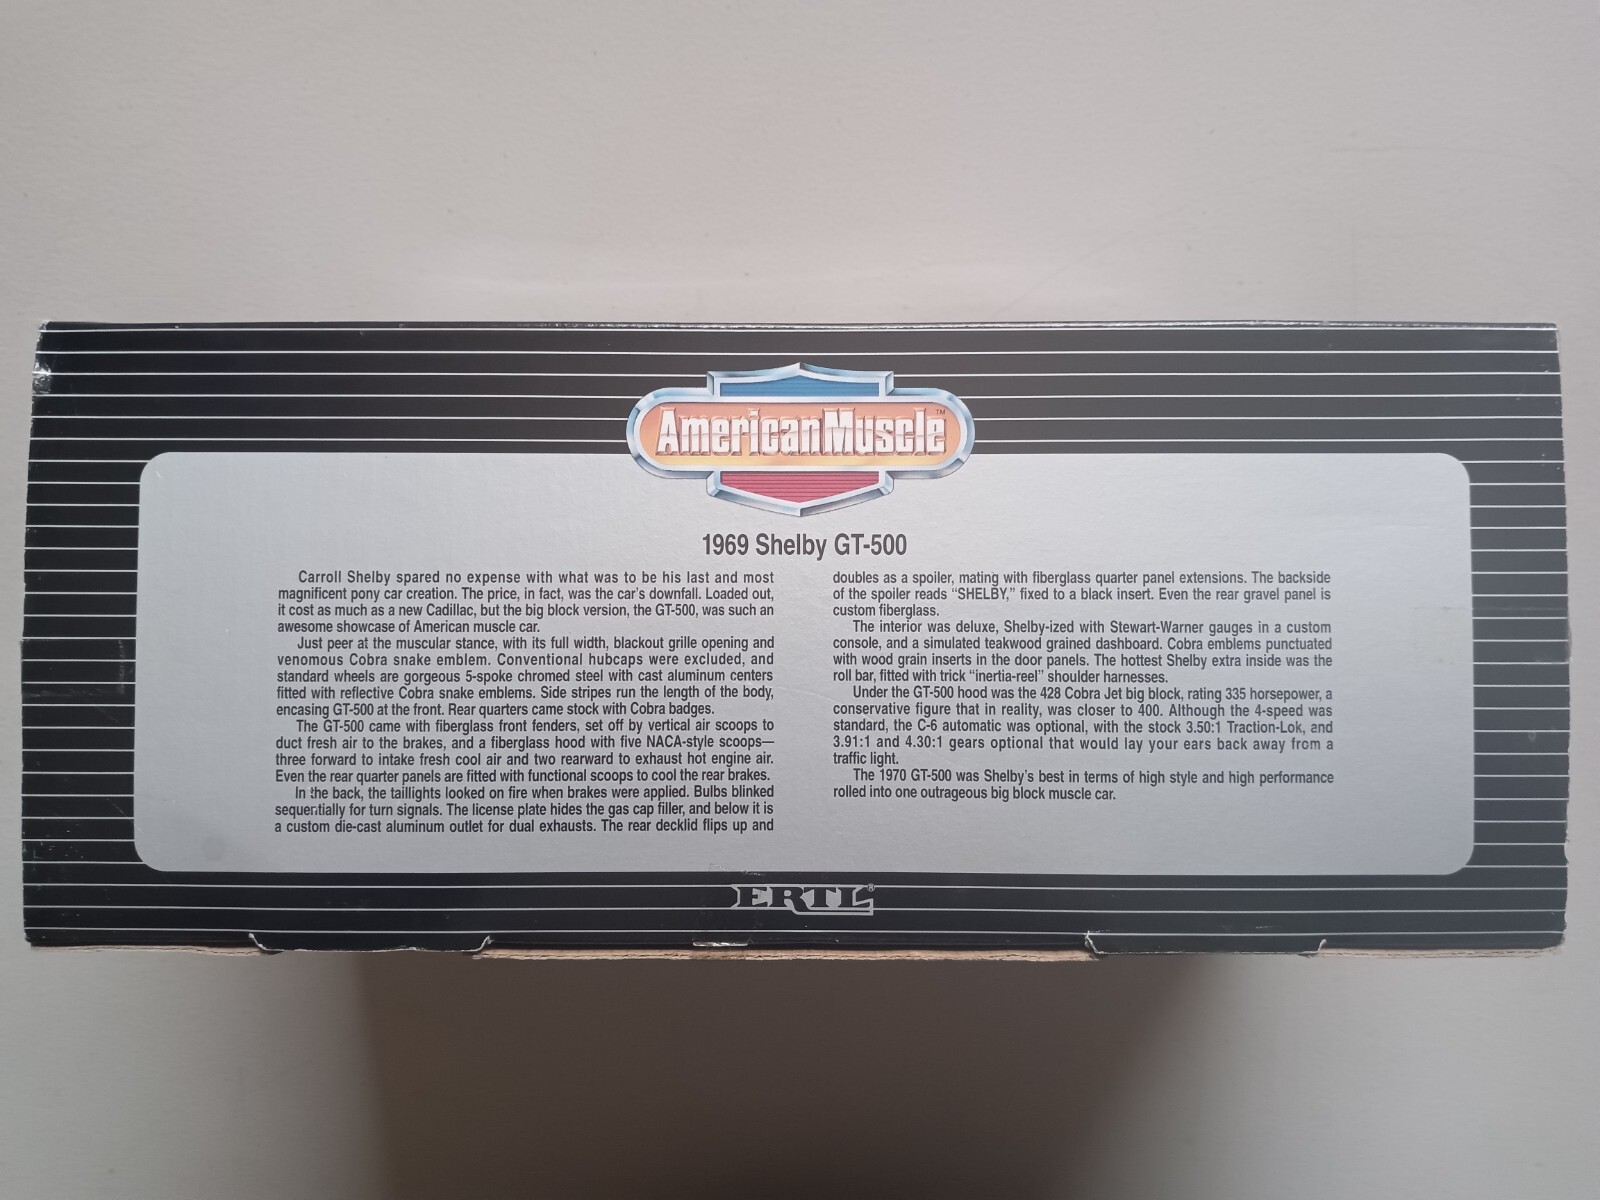 AmericanMuscle™
1969 Shelby GT-500
Carroll Shelby spared no expense with what was to be his last and most
magnificent pony car creation. The price, in fact, was the car's downfall. Loaded out,
it cost as much as a new Cadillac, but the big block version, the GT-500, was such an
awesome showcase of American muscle car.
Just peer at the muscular stance, with its full width, blackout grille opening and
venomous Cobra snake emblem. Conventional hubcaps were excluded, and
standard wheels are gorgeous 5-spoke chromed steel with cast aluminum centers
fitted with reflective Cobra snake emblems. Side stripes run the length of the body,
encasing GT-500 at the front. Rear quarters came stock with Cobra badges.
The GT-500 came with fiberglass front fenders, set off by vertical air scoops to
duct fresh air to the brakes, and a fiberglass hood with five NACA-style scoops—
three forward to intake fresh cool air and two rearward to exhaust hot engine air.
Even the rear quarter panels are fitted with functional scoops to cool the rear brakes.
In the back, the taillights looked on fire when brakes were applied. Bulbs blinked
sequentially for turn signals. The license plate hides the gas cap filler, and below it is
a custom die-cast aluminum outlet for dual exhausts. The rear decklid flips up and
doubles as a spoiler, mating with fiberglass quarter panel extensions. The backside
of the spoiler reads "SHELBY," fixed to a black insert. Even the rear gravel panel is
custom fiberglass.
The interior was deluxe, Shelby-ized with Stewart-Warner gauges in a custom
console, and a simulated teakwood grained dashboard. Cobra emblems punctuated
with wood grain inserts in the door panels. The hottest Shelby extra inside was the
roll bar, fitted with trick "inertia-reel" shoulder harnesses.
Under the GT-500 hood was the 428 Cobra Jet big block, rating 335 horsepower, a
conservative figure that in reality, was closer to 400. Although the 4-speed was
standard, the C-6 automatic was optional, with the stock 3.50:1 Traction-Lok, and
3.91:1 and 4.30:1 gears optional that would lay your ears back away from a
traffic light.
The 1970 GT-500 was Shelby's best in terms of high style and high performance
rolled into one outrageous big block muscle car.
ERTL®